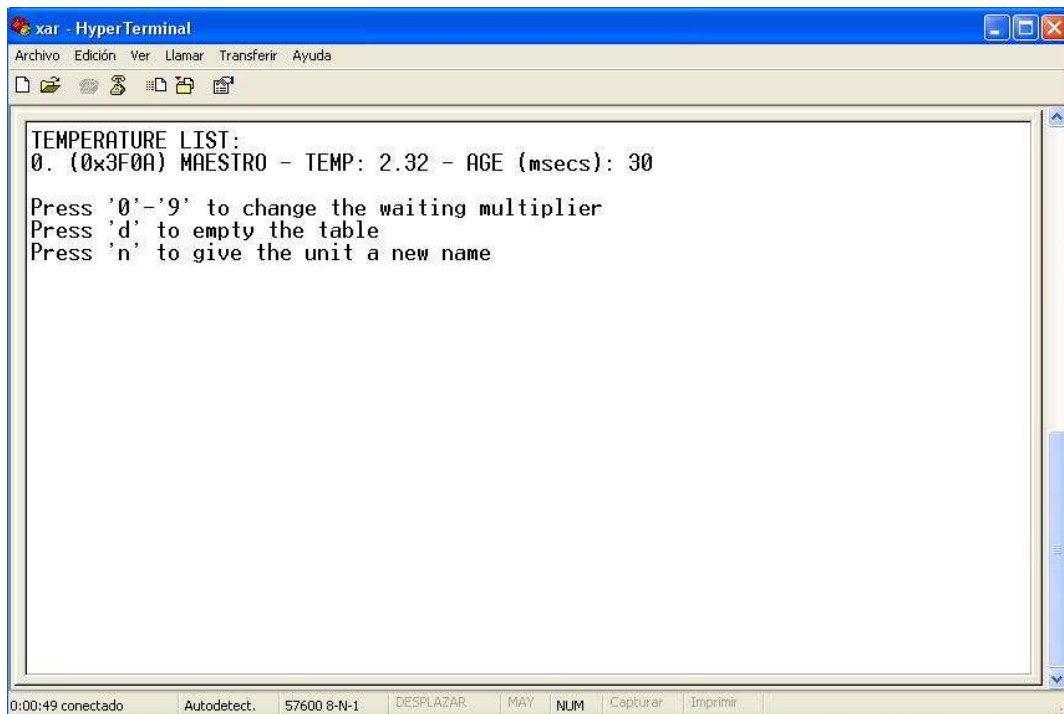 xar - HyperTerminal
Archivo Edición Ver Llamar Transferir Ayuda
TEMPERATURE LIST:
0. (0x3F0A) MAESTRO - TEMP: 2.32 - AGE (msecs): 30
Press '0'-'9' to change the waiting multiplier
Press 'd' to empty the table
Press 'n' to give the unit a new name
0:00:49 conectado Autodetect. 57600 8-N-1 DESPLAZAR MAY NUM Capturar Imprimir